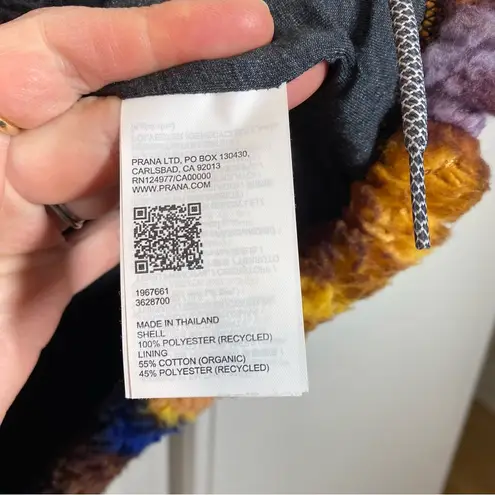 PRANA LTD, PO BOX 130430,
CARLSBAD, CA 92013
RN124977/CA00000
WWW.PRANA.COM
1967661
3628700
MADE IN THAILAND
SHELL
100% POLYESTER (RECYCLED)
LINING
55% COTTON (ORGANIC)
45% POLYESTER (RECYCLED)